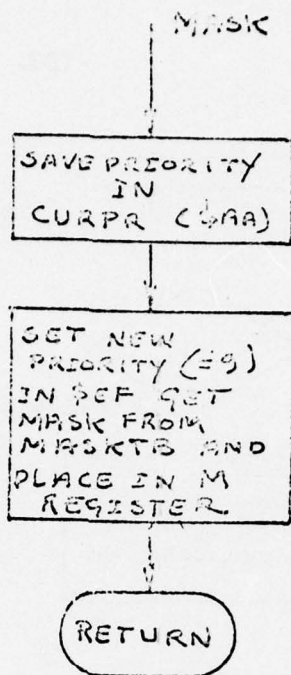 MASK
SAVE PRIORITY
IN
CURPR ($AA)
SET NEW
PRIORITY (=9)
IN $EF GET
MASK FROM
MASKTB AND
PLACE IN M
REGISTER.
RETURN